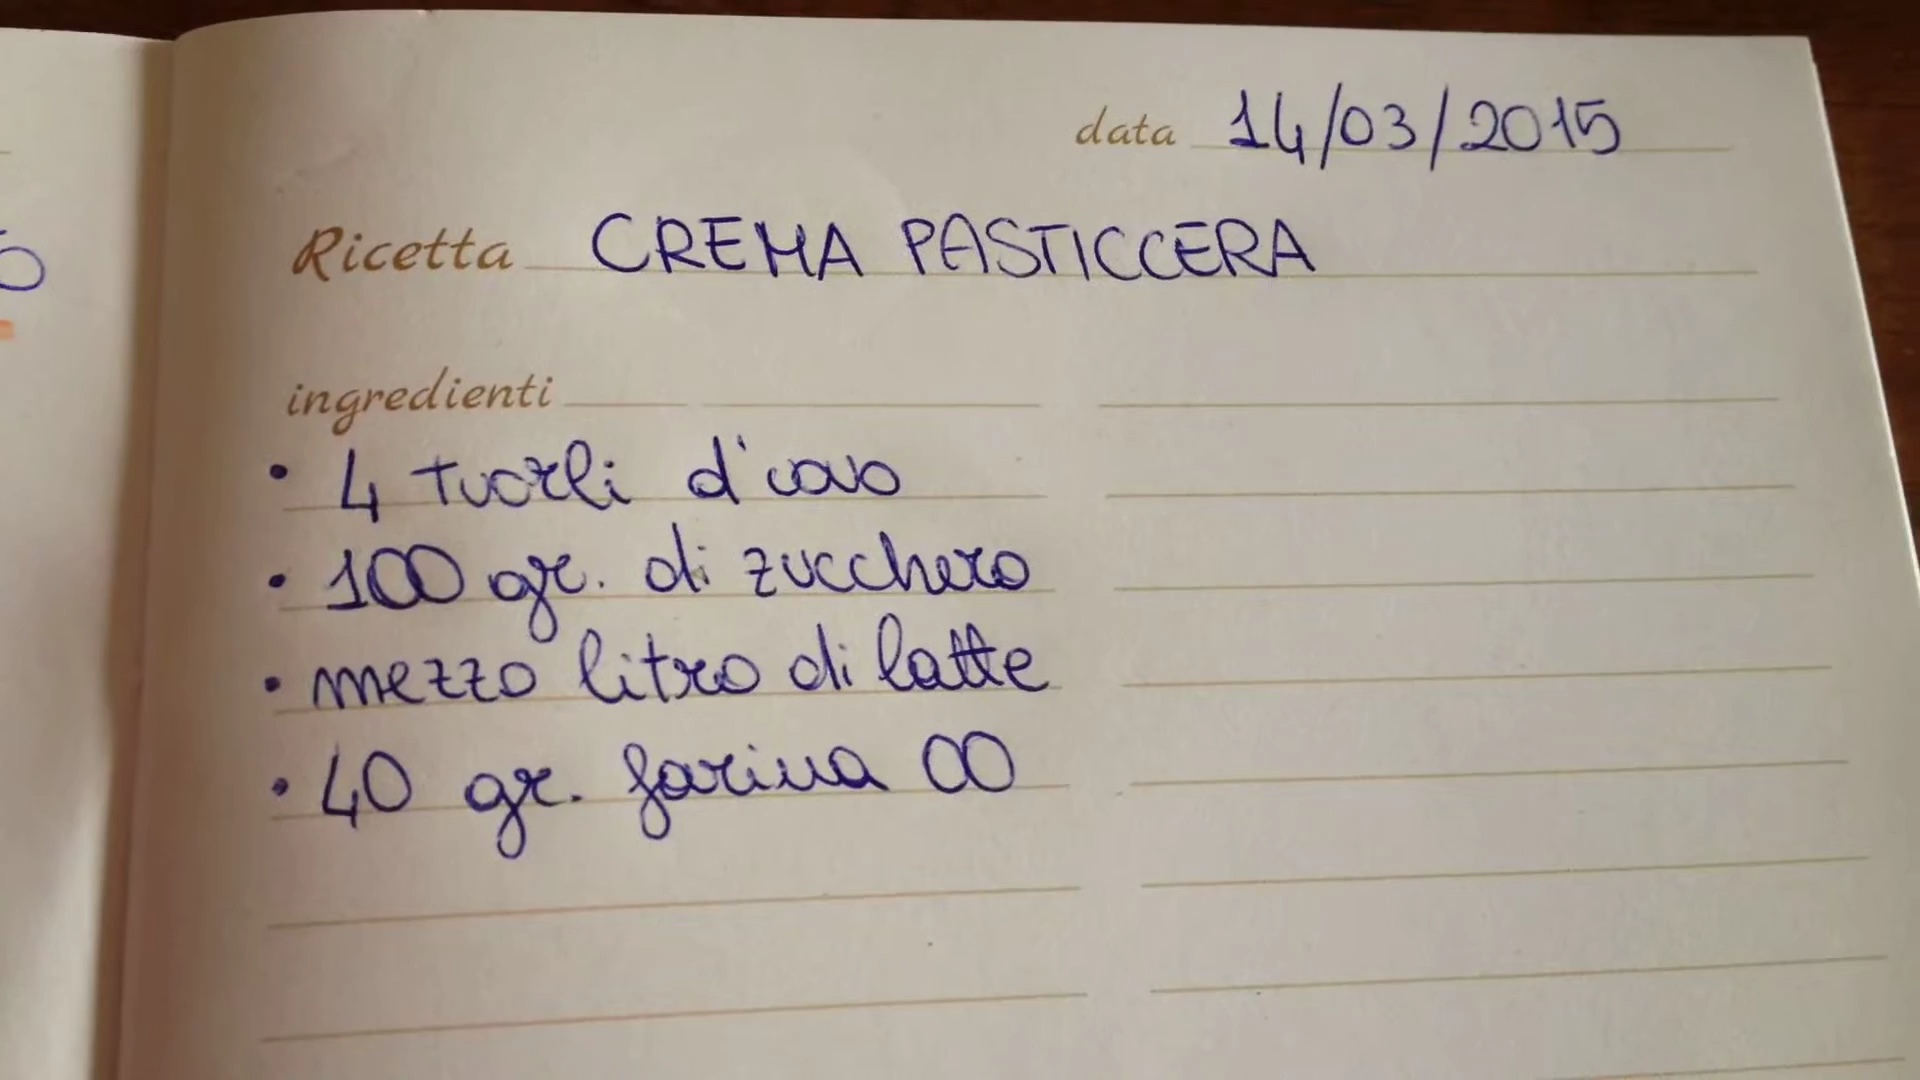 data 14/03/2015
Ricetta CREMA PASTICCERA
ingredienti
• 4 tuorli d'uovo
• 100 gr. di zucchero
• mezzo litro di latte
• 40 gr. farina 00